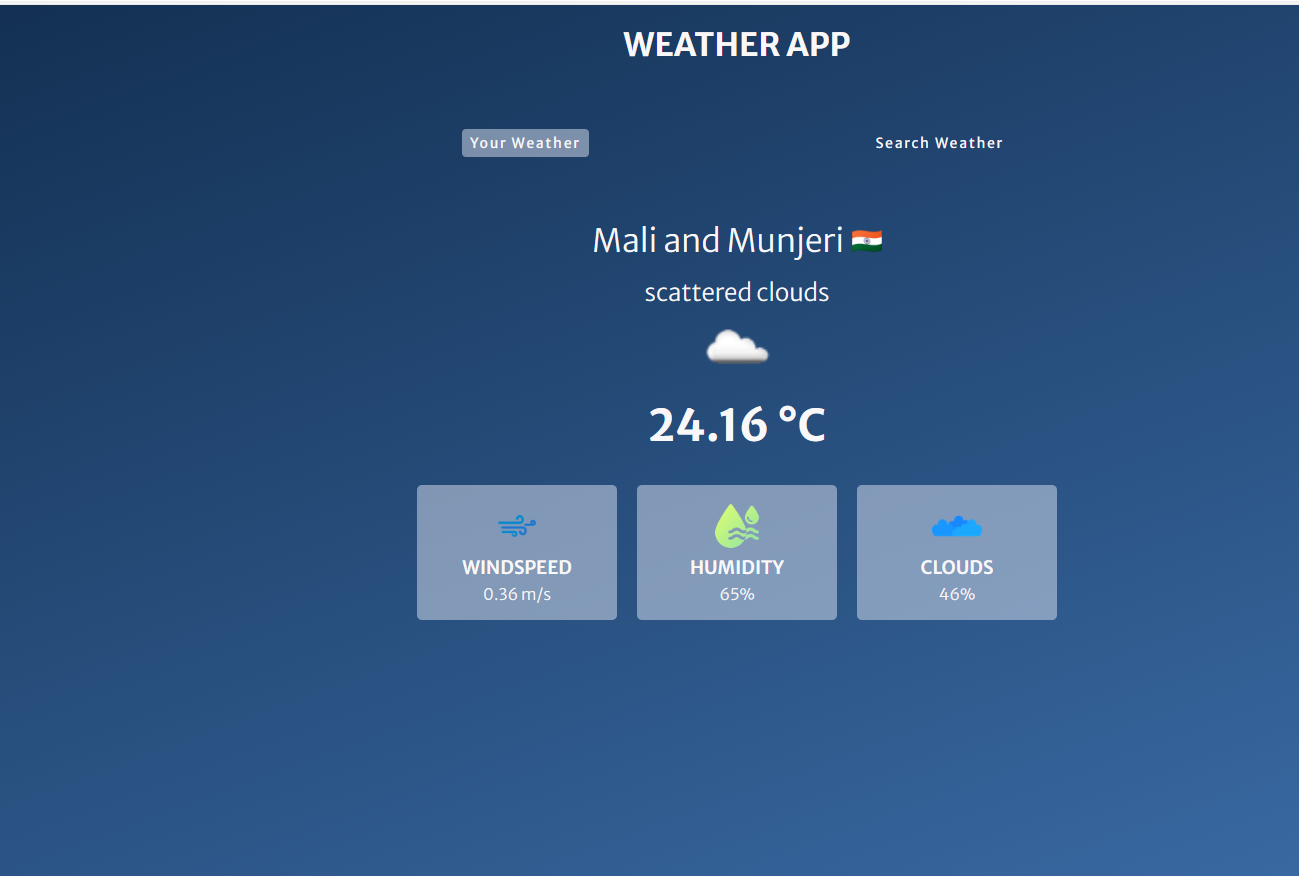 WEATHER APP
Your Weather
Search Weather
Mali and Munjeri
scattered clouds
24.16 °C
WINDSPEED
0.36 m/s
HUMIDITY
65%
CLOUDS
46%